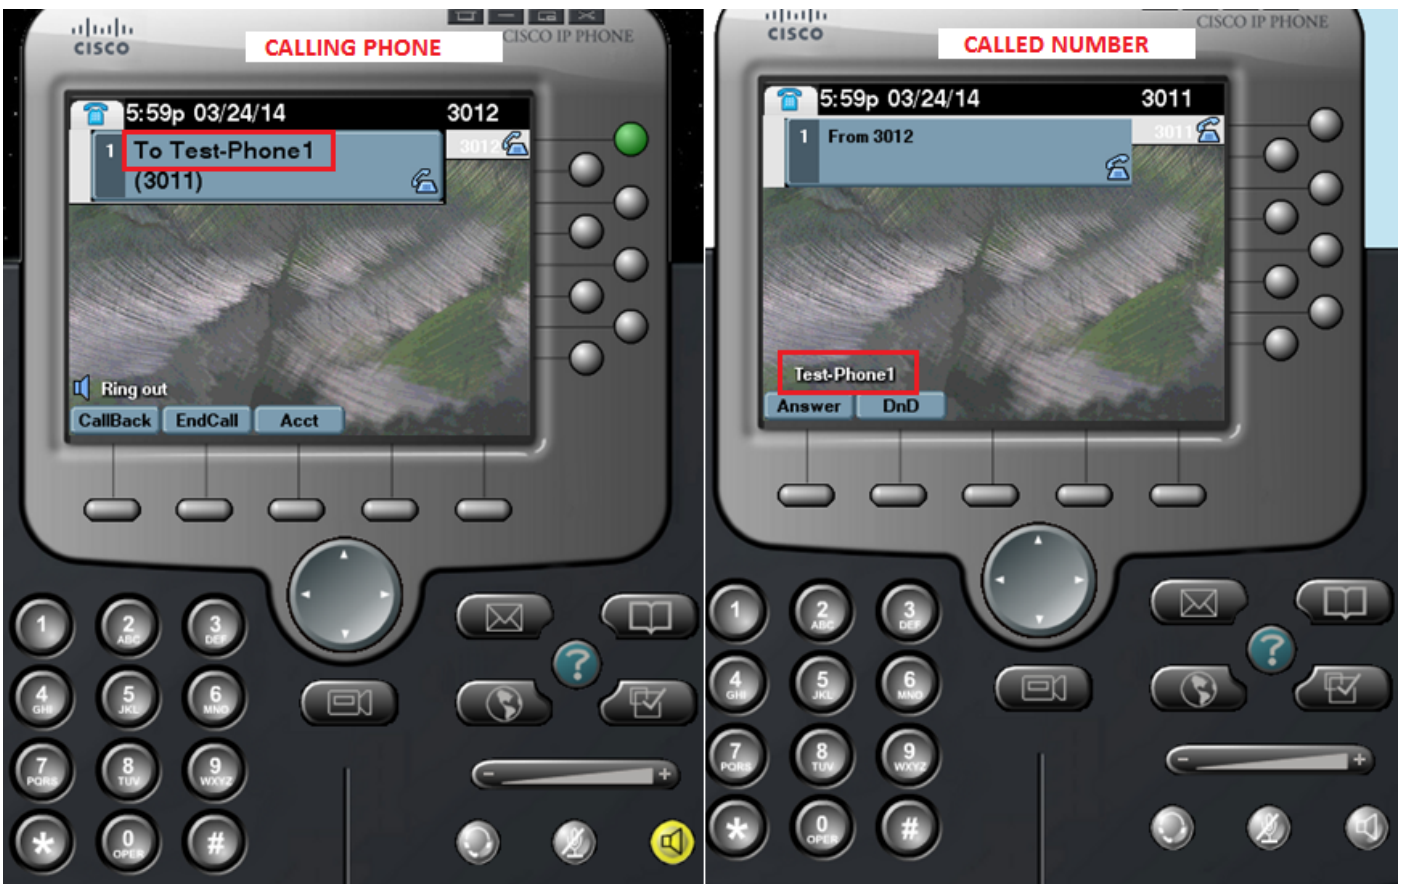 CISCO
CISCO IP PHONE
CALLING PHONE
5:59p 03/24/14
3012
1
To Test-Phone1
3012
(3011)
Ring out
CallBack
EndCall
Acct
1
2
ABC
3
DEF
4
GHI
5
JKL
6
MNO
7
PQRS
8
TUV
9
WXYZ
*
0
OPER
#
?
-
+
CISCO
CISCO IP PHONE
CALLED NUMBER
5:59p 03/24/14
3011
1
From 3012
3011
Test-Phone1
Answer
DnD
1
2
ABC
3
DEF
4
GHI
5
JKL
6
MNO
7
PQRS
8
TUV
9
WXYZ
*
0
OPER
#
?
-
+